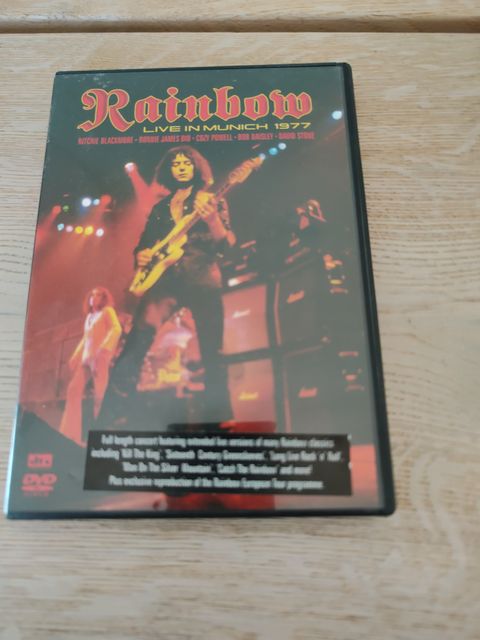 Rainbow
LIVE IN MUNICH 1977
RITCHIE BLACKMORE • RONNIE JAMES DIO • COZY POWELL • BOB DAISLEY • DAVID STONE
Full length concert featuring extended live versions of many Rainbow classics
including 'Kill The King', 'Sixteenth Century Greensleeves', 'Long Live Rock 'n' Roll',
'Man On The Silver Mountain', 'Catch The Rainbow' and more!
Plus exclusive reproduction of the Rainbow European Tour programme.
dts
DVD